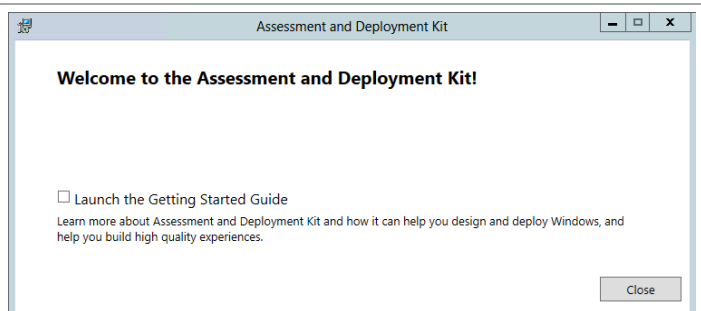 Assessment and Deployment Kit
Welcome to the Assessment and Deployment Kit!
Launch the Getting Started Guide
Learn more about Assessment and Deployment Kit and how it can help you design and deploy Windows, and
help you build high quality experiences.
Close